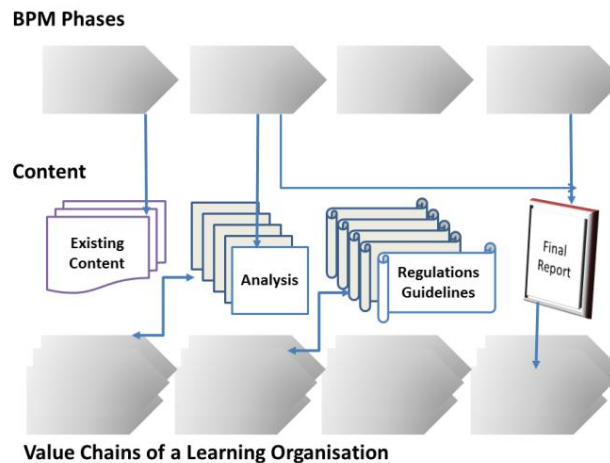 BPM Phases
Content
Existing
Content
Analysis
Regulations
Guidelines
Final
Report
Value Chains of a Learning Organisation